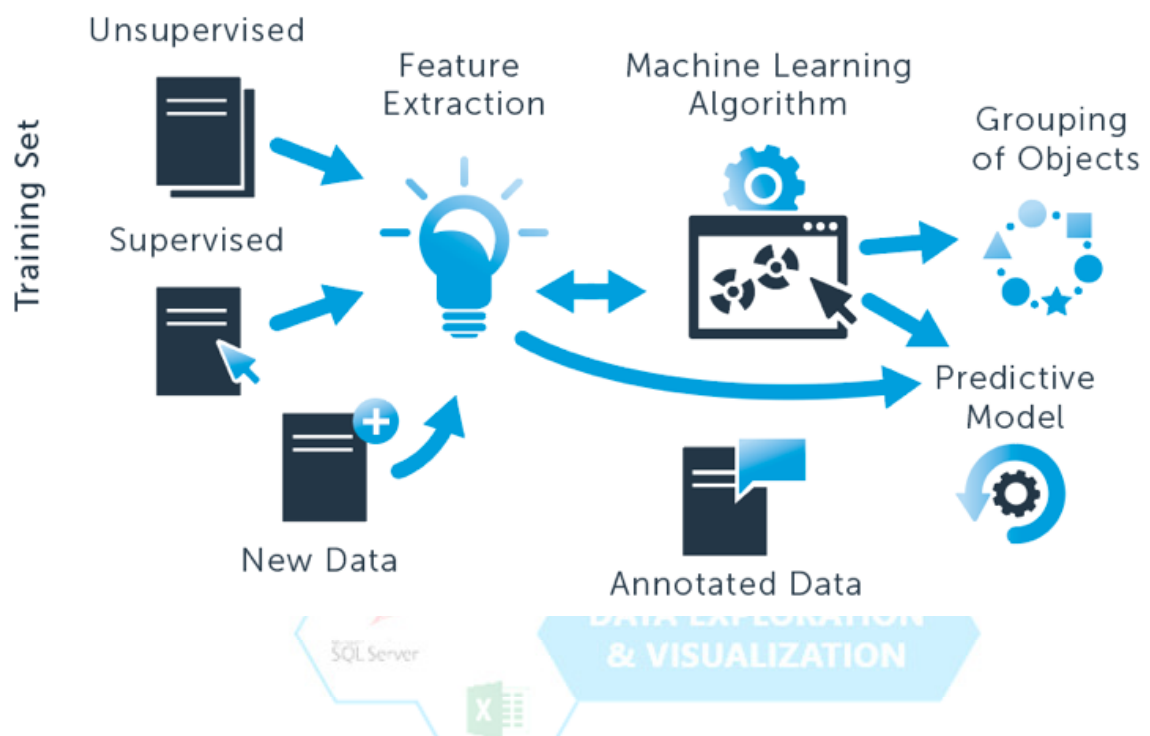 Unsupervised
Feature
Extraction
Machine Learning
Algorithm
Grouping
of Objects
Training Set
Supervised
Predictive
Model
New Data
Annotated Data
DATA EXPLORATION
& VISUALIZATION
SQL Server
X